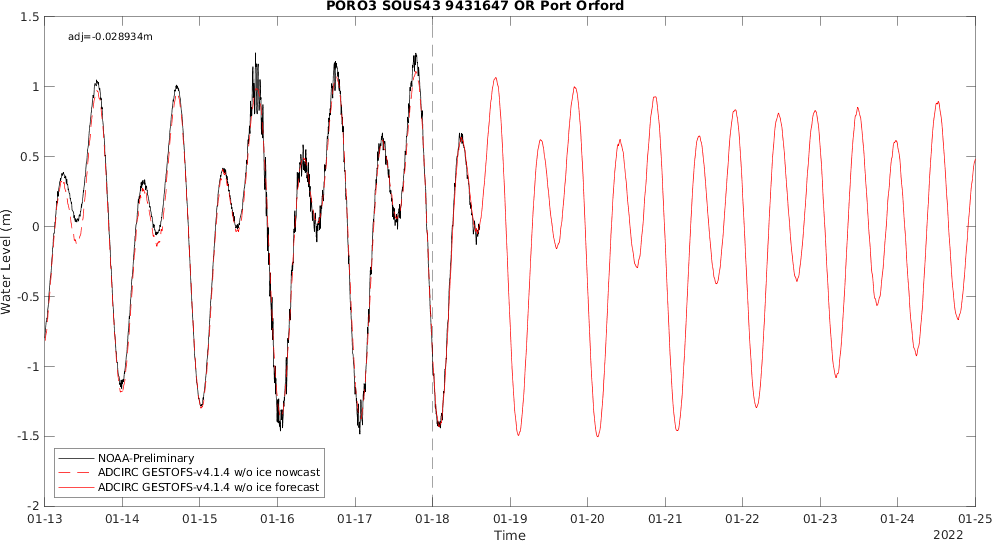 PORO3 SOUS43 9431647 OR Port Orford
adj=-0.028934m
1.5
1
0.5
0
-0.5
-1
-1.5
-2
Water Level (m)
NOAA-Preliminary
ADCIRC GESTOFS-v4.1.4 w/o ice nowcast
ADCIRC GESTOFS-v4.1.4 w/o ice forecast
01-13 01-14 01-15 01-16 01-17 01-18 01-19 01-20 01-21 01-22 01-23 01-24 01-25
Time
2022